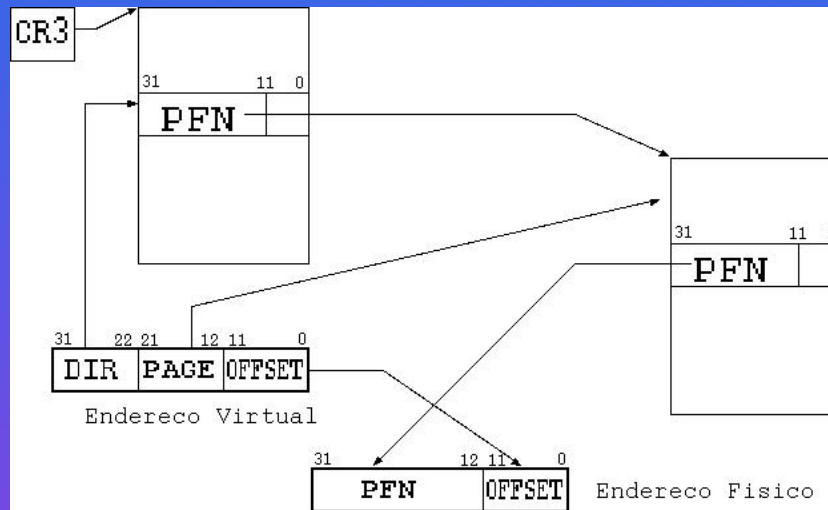 CR3
31 11 0
PFN
31 11
PFN
31 22 21 12 11 0
DIR PAGE OFFSET
Endereco Virtual
31 12 11 0
PFN OFFSET Endereco Fisico